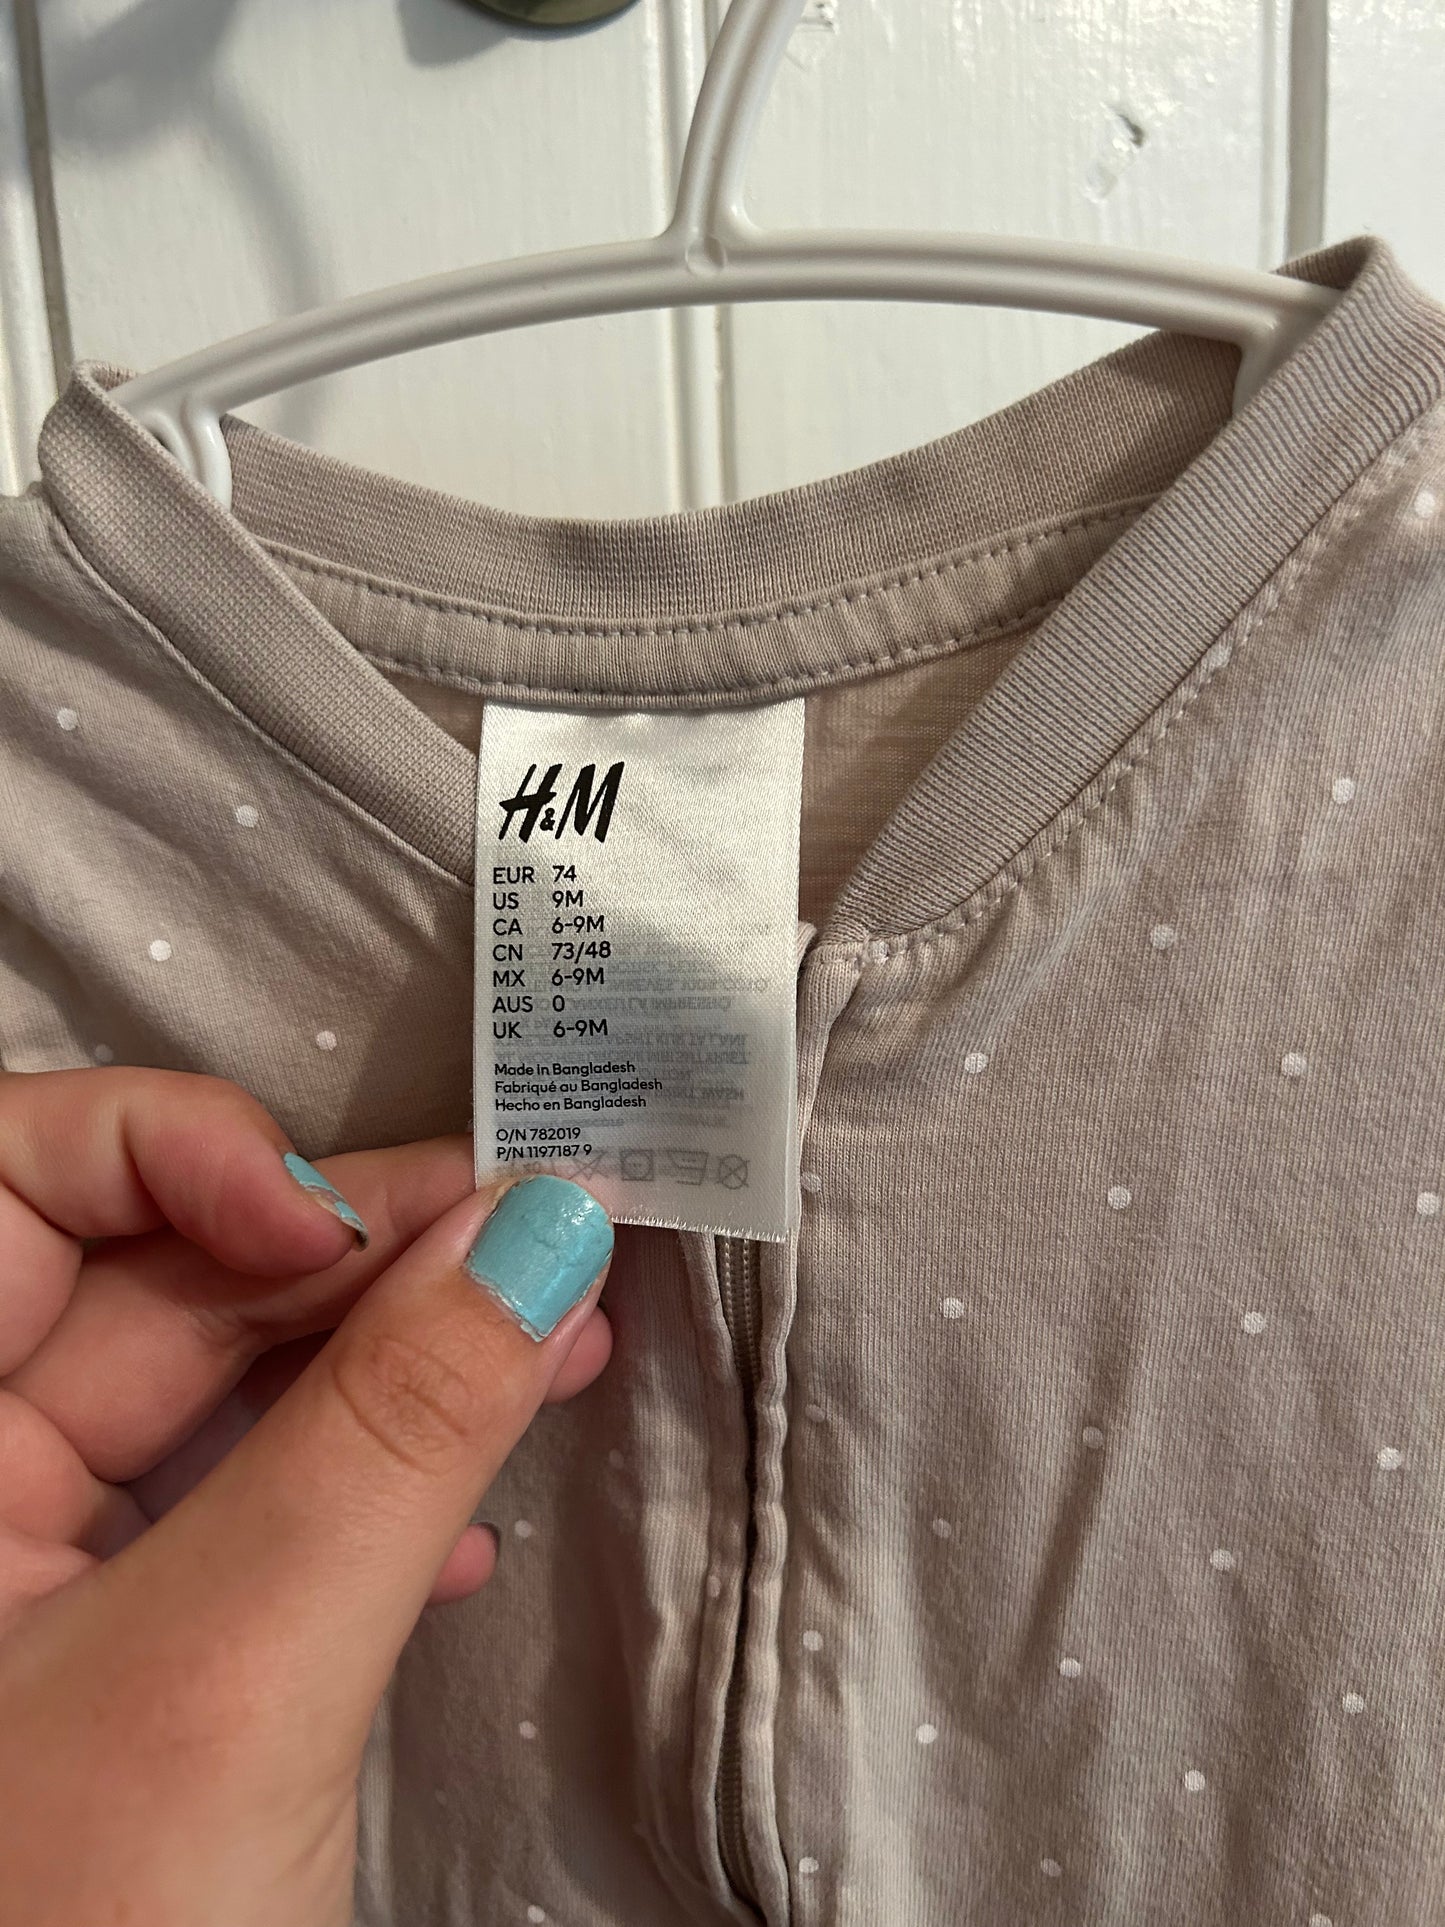 H&M
EUR 74
US 9M
CA 6-9M
CN 73/48
MX 6-9M
AUS 0
UK 6-9M
Made in Bangladesh
Fabriqué au Bangladesh
Hecho en Bangladesh
O/N 782019
P/N 1197187 9